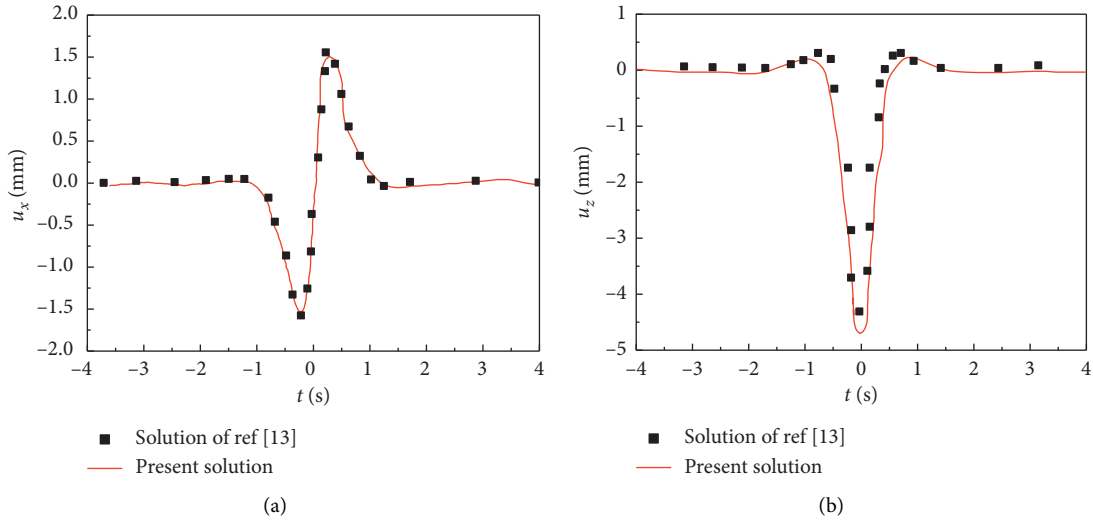 2.0
1.5
1.0
0.5
0.0
–0.5
–1.0
–1.5
–2.0
u_x (mm)
–4 –3 –2 –1 0 1 2 3 4
t (s)
Solution of ref [13]
Present solution
(a)
1
0
–1
–2
–3
–4
–5
u_z (mm)
–4 –3 –2 –1 0 1 2 3 4
t (s)
Solution of ref [13]
Present solution
(b)